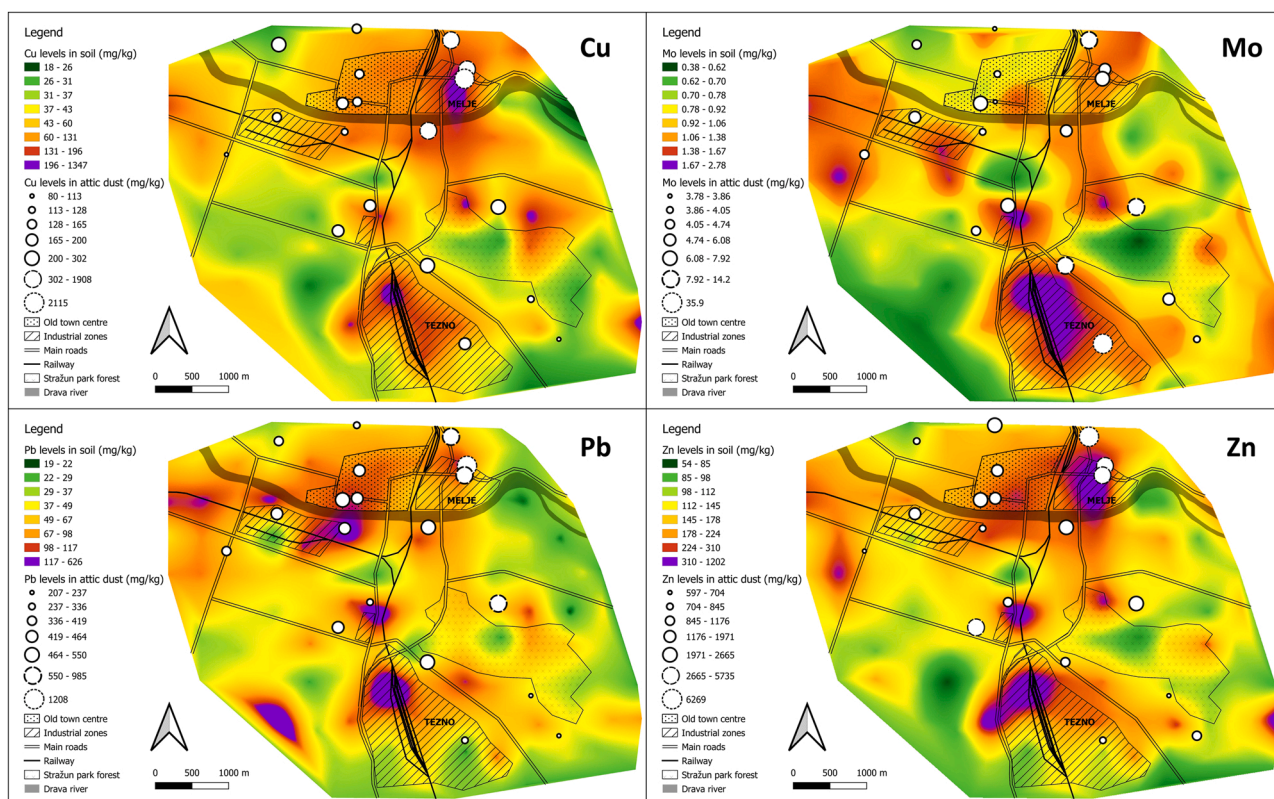 Legend
Cu
Cu levels in soil (mg/kg)
18 - 26
26 - 31
31 - 37
37 - 43
43 - 60
60 - 131
131 - 196
196 - 1347
Cu levels in attic dust (mg/kg)
80 - 113
113 - 128
128 - 165
165 - 200
200 - 302
302 - 1908
2115
Old town centre
Industrial zones
Main roads
Railway
Stražun park forest
Drava river
MELJE
TEZNO
0 500 1000 m
Legend
Mo
Mo levels in soil (mg/kg)
0.38 - 0.62
0.62 - 0.70
0.70 - 0.78
0.78 - 0.92
0.92 - 1.06
1.06 - 1.38
1.38 - 1.67
1.67 - 2.78
Mo levels in attic dust (mg/kg)
3.78 - 3.86
3.86 - 4.05
4.05 - 4.74
4.74 - 6.08
6.08 - 7.92
7.92 - 14.2
35.9
Old town centre
Industrial zones
Main roads
Railway
Stražun park forest
Drava river
MELJE
TEZNO
0 500 1000 m
Legend
Pb
Pb levels in soil (mg/kg)
19 - 22
22 - 29
29 - 37
37 - 49
49 - 67
67 - 98
98 - 117
117 - 626
Pb levels in attic dust (mg/kg)
207 - 237
237 - 336
336 - 419
419 - 464
464 - 550
550 - 985
1208
Old town centre
Industrial zones
Main roads
Railway
Stražun park forest
Drava river
MELJE
TEZNO
0 500 1000 m
Legend
Zn
Zn levels in soil (mg/kg)
54 - 85
85 - 98
98 - 112
112 - 145
145 - 178
178 - 224
224 - 310
310 - 1202
Zn levels in attic dust (mg/kg)
597 - 704
704 - 845
845 - 1176
1176 - 1971
1971 - 2665
2665 - 5735
6269
Old town centre
Industrial zones
Main roads
Railway
Stražun park forest
Drava river
MELJE
TEZNO
0 500 1000 m